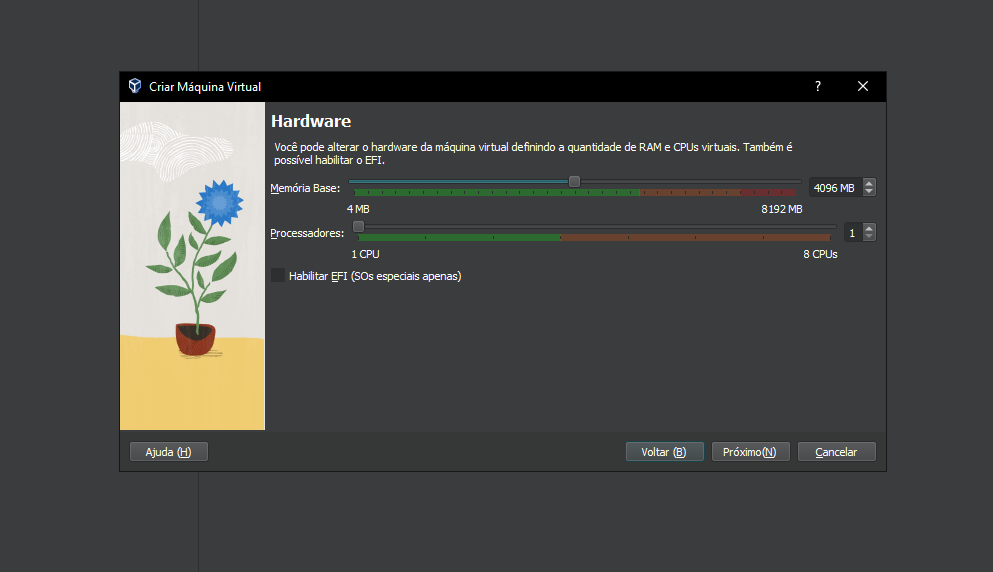 Criar Máquina Virtual
?
Hardware
Você pode alterar o hardware da máquina virtual definindo a quantidade de RAM e CPUs virtuais. Também é
possível habilitar o EFI.
Memória Base:
4096 MB
4 MB
8192 MB
Processadores:
1
1 CPU
8 CPUs
Habilitar EFI (SOs especiais apenas)
Ajuda (H)
Voltar (B)
Próximo(N)
Cancelar